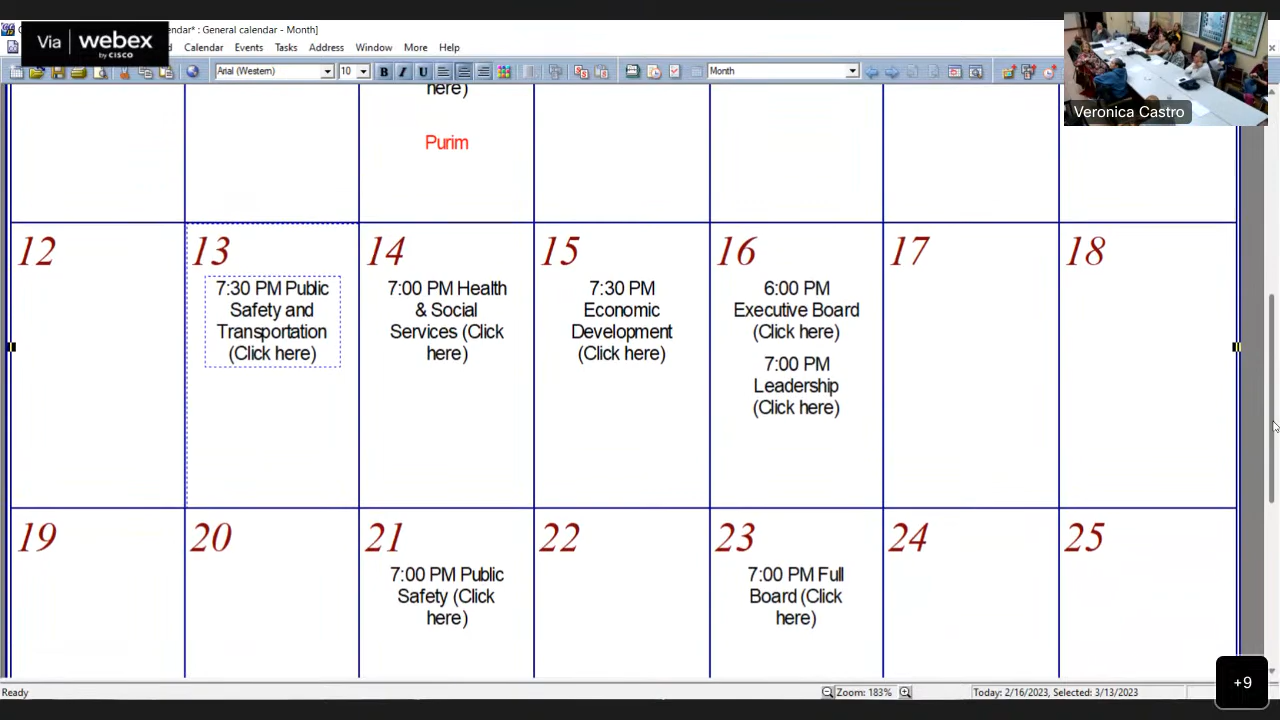 Via webex
by CISCO
endar* : General calendar - Month]
Calendar Events Tasks Address Window More Help
Arial (Western) 10 B I U Month
Veronica Castro
here)
Purim
12 13 14 15 16 17 18
7:30 PM Public
Safety and
Transportation
(Click here)
7:00 PM Health
& Social
Services (Click
here)
7:30 PM
Economic
Development
(Click here)
6:00 PM
Executive Board
(Click here)
7:00 PM
Leadership
(Click here)
19 20 21 22 23 24 25
7:00 PM Public
Safety (Click
here)
7:00 PM Full
Board (Click
here)
Ready Zoom: 183% Today: 2/16/2023, Selected: 3/13/2023
+9